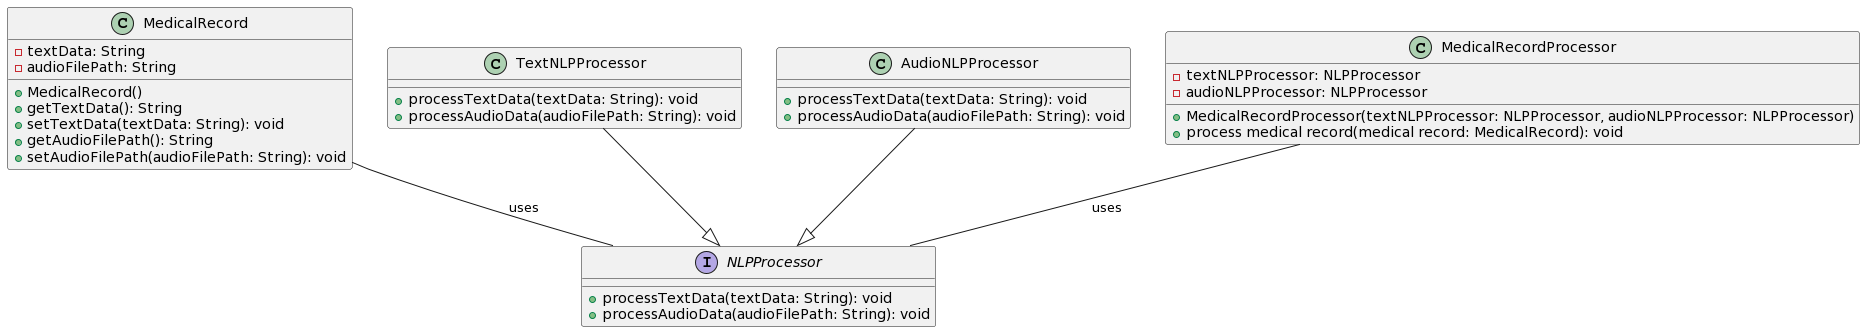 C MedicalRecord
textData: String
audioFilePath: String
MedicalRecord()
getTextData(): String
setTextData(textData: String): void
getAudioFilePath(): String
setAudioFilePath(audioFilePath: String): void
C TextNLPProcessor
processTextData(textData: String): void
processAudioData(audioFilePath: String): void
C AudioNLPProcessor
processTextData(textData: String): void
processAudioData(audioFilePath: String): void
C MedicalRecordProcessor
textNLPProcessor: NLPProcessor
audioNLPProcessor: NLPProcessor
MedicalRecordProcessor(textNLPProcessor: NLPProcessor, audioNLPProcessor: NLPProcessor)
process medical record(medical record: MedicalRecord): void
uses
uses
I NLPProcessor
processTextData(textData: String): void
processAudioData(audioFilePath: String): void